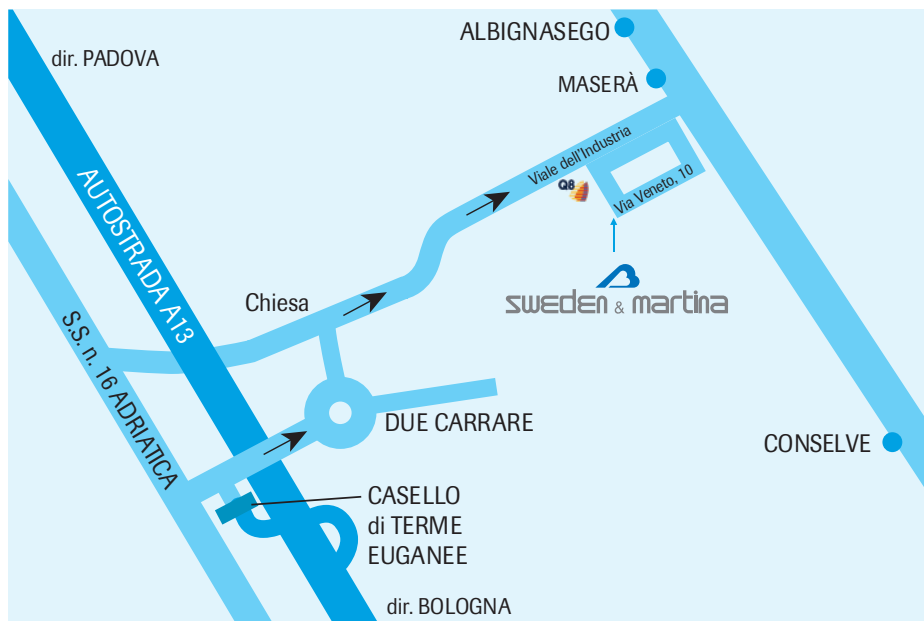 ALBIGNASEGO
dir. PADOVA
MASERÀ
Viale dell'Industria
Q8
Via Veneto, 10
AUTOSTRADA A13
sweden & martina
Chiesa
S.S. n. 16 ADRIATICA
DUE CARRARE
CONSELVE
CASELLO
di TERME
EUGANEE
dir. BOLOGNA